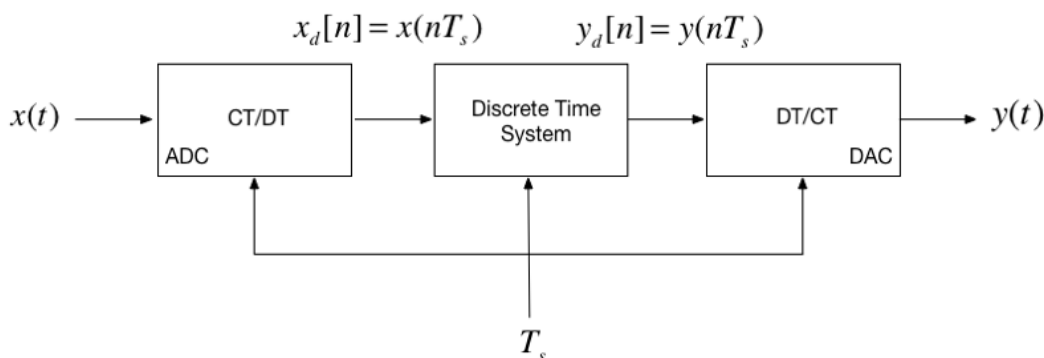 x_d[n] = x(nT_s)
y_d[n] = y(nT_s)
x(t)
CT/DT
ADC
Discrete Time
System
DT/CT
DAC
y(t)
T_s